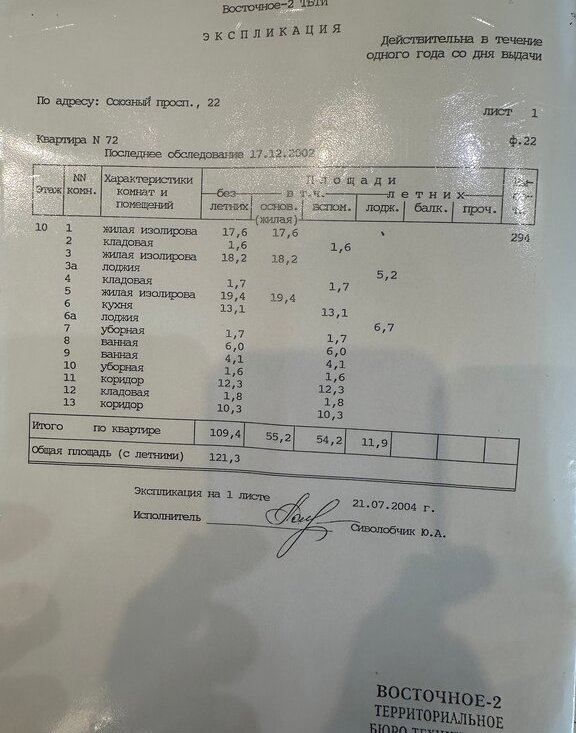 Восточное-2 ТБТИ
ЭКСПЛИКАЦИЯ
Действительна в течение
одного года со дня выдачи
По адресу: Союзный просп., 22
лист 1
Квартира N 72
ф.22
Последнее обследование 17.12.2002
Этаж NN комн. Характеристики комнат и помещений Площади
без летних в т.ч. летних
основ. (жилая) вспом. лодж. балк. проч.
10 1 жилая изолирова 17,6 17,6 294
2 кладовая 1,6 1,6
3 жилая изолирова 18,2 18,2
3а лоджия 5,2
4 кладовая 1,7 1,7
5 жилая изолирова 19,4 19,4
6 кухня 13,1 13,1
6а лоджия 6,7
7 уборная 1,7 1,7
8 ванная 6,0 6,0
9 ванная 4,1 4,1
10 уборная 1,6 1,6
11 коридор 12,3 12,3
12 кладовая 1,8 1,8
13 коридор 10,3 10,3
Итого по квартире 109,4 55,2 54,2 11,9
Общая площадь (с летними) 121,3
Экспликация на 1 листе
21.07.2004 г.
Исполнитель
Сиволобчик Ю.А.
ВОСТОЧНОЕ-2
ТЕРРИТОРИАЛЬНОЕ
БЮРО